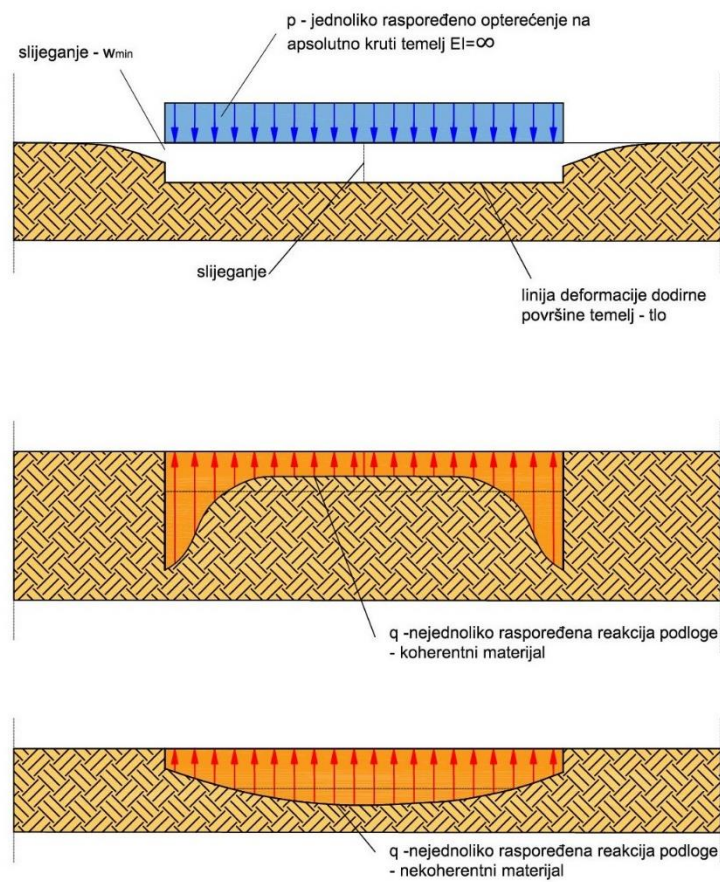 p - jednoliko raspoređeno opterećenje na
apsolutno kruti temelj EI=∞
slijeganje - wmin
slijeganje
linija deformacije dodirne
površine temelj - tlo
q -nejednoliko raspoređena reakcija podloge
- koherentni materijal
q -nejednoliko raspoređena reakcija podloge
- nekoherentni materijal